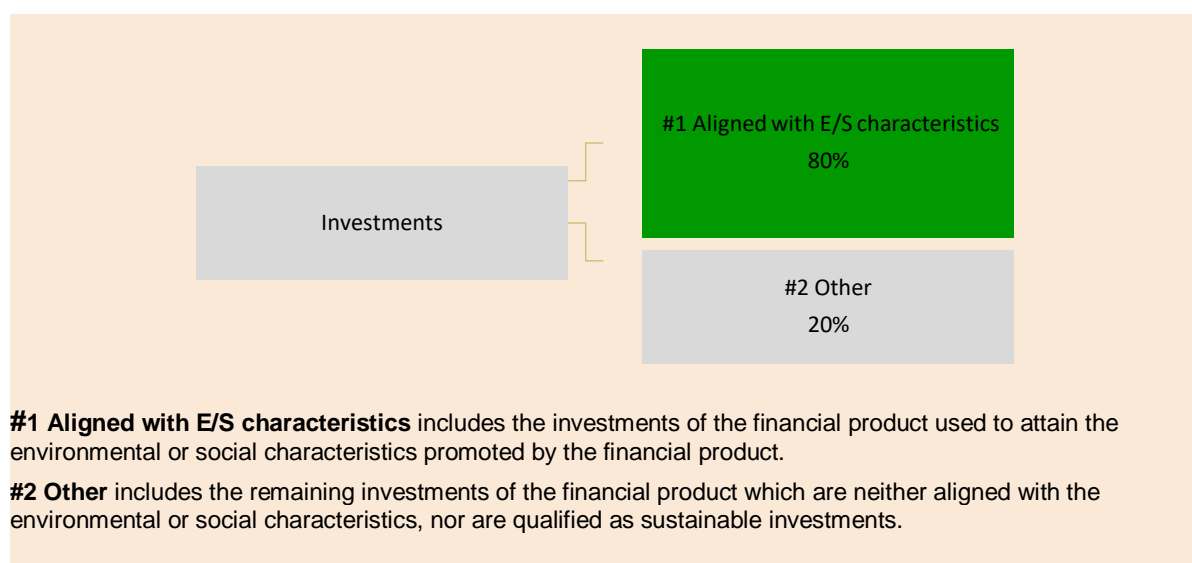 #1 Aligned with E/S characteristics
80%
Investments
#2 Other
20%
#1 Aligned with E/S characteristics includes the investments of the financial product used to attain the
environmental or social characteristics promoted by the financial product.
#2 Other includes the remaining investments of the financial product which are neither aligned with the
environmental or social characteristics, nor are qualified as sustainable investments.